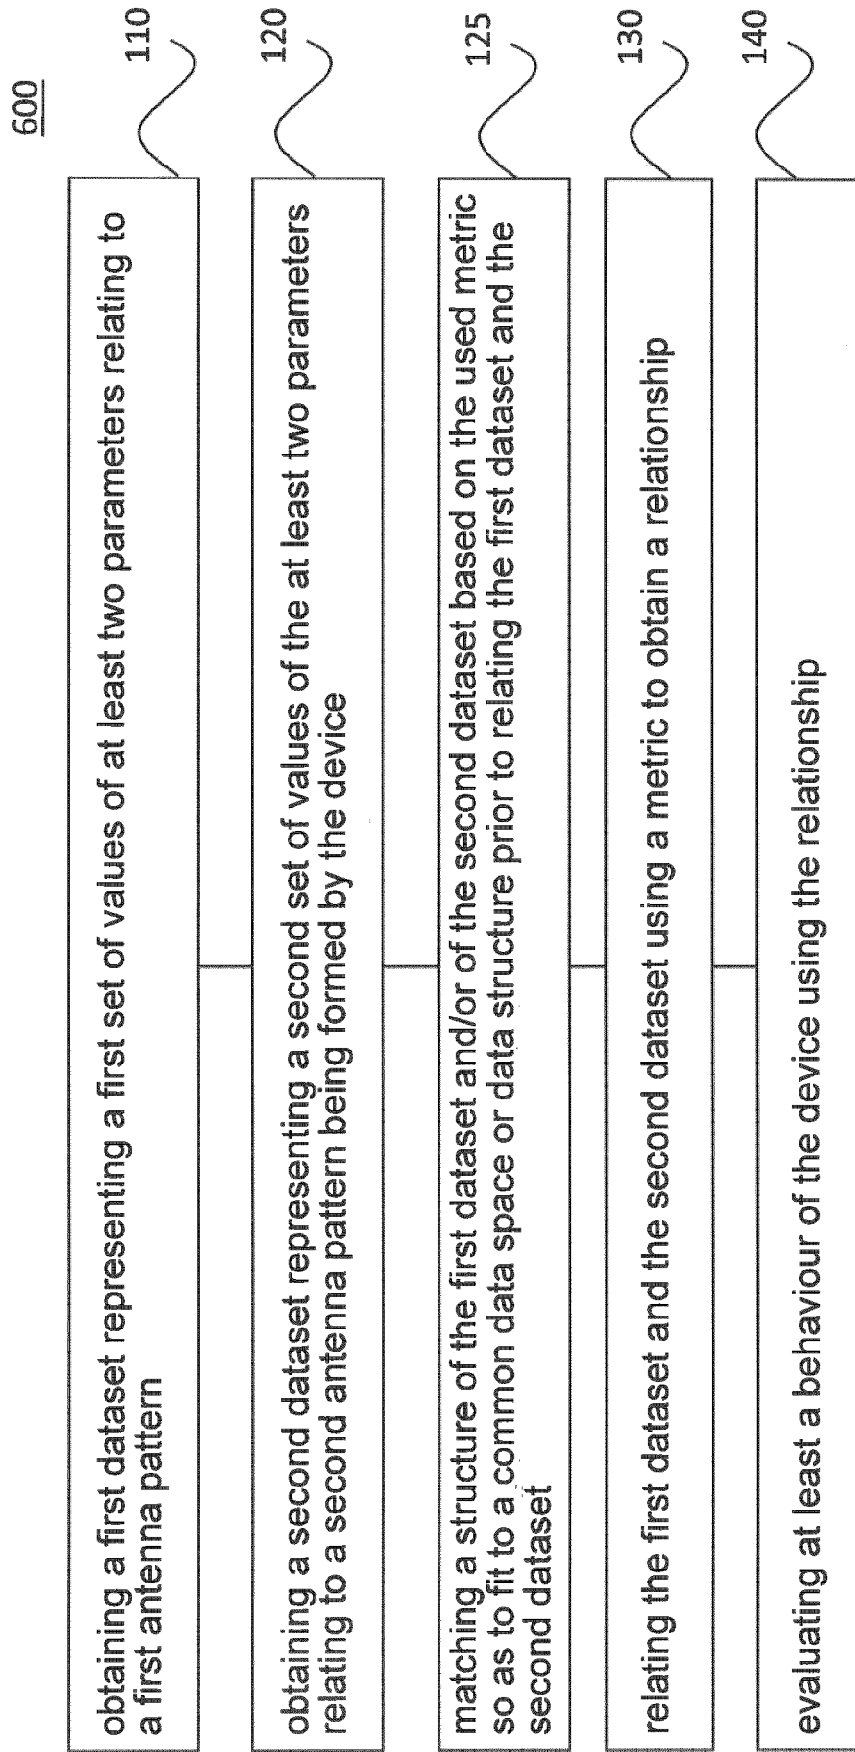 600
110
obtaining a first dataset representing a first set of values of at least two parameters relating to
a first antenna pattern
120
obtaining a second dataset representing a second set of values of the at least two parameters
relating to a second antenna pattern being formed by the device
125
matching a structure of the first dataset and/or of the second dataset based on the used metric
so as to fit to a common data space or data structure prior to relating the first dataset and the
second dataset
130
relating the first dataset and the second dataset using a metric to obtain a relationship
140
evaluating at least a behaviour of the device using the relationship